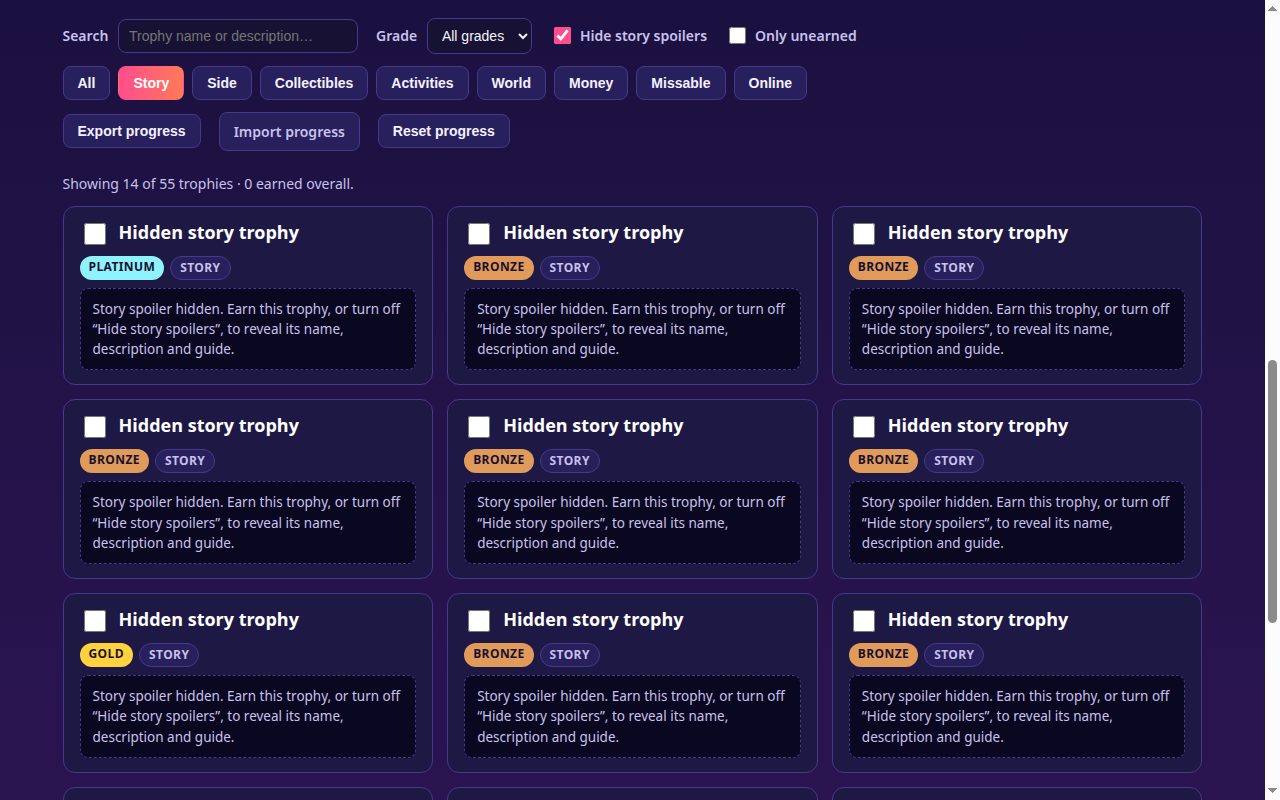 Search Trophy name or description… Grade All grades Hide story spoilers Only unearned
All Story Side Collectibles Activities World Money Missable Online
Export progress Import progress Reset progress
Showing 14 of 55 trophies · 0 earned overall.
Hidden story trophy
PLATINUM STORY
Story spoiler hidden. Earn this trophy, or turn off
“Hide story spoilers”, to reveal its name,
description and guide.
Hidden story trophy
BRONZE STORY
Story spoiler hidden. Earn this trophy, or turn off
“Hide story spoilers”, to reveal its name,
description and guide.
Hidden story trophy
BRONZE STORY
Story spoiler hidden. Earn this trophy, or turn off
“Hide story spoilers”, to reveal its name,
description and guide.
Hidden story trophy
BRONZE STORY
Story spoiler hidden. Earn this trophy, or turn off
“Hide story spoilers”, to reveal its name,
description and guide.
Hidden story trophy
BRONZE STORY
Story spoiler hidden. Earn this trophy, or turn off
“Hide story spoilers”, to reveal its name,
description and guide.
Hidden story trophy
BRONZE STORY
Story spoiler hidden. Earn this trophy, or turn off
“Hide story spoilers”, to reveal its name,
description and guide.
Hidden story trophy
GOLD STORY
Story spoiler hidden. Earn this trophy, or turn off
“Hide story spoilers”, to reveal its name,
description and guide.
Hidden story trophy
BRONZE STORY
Story spoiler hidden. Earn this trophy, or turn off
“Hide story spoilers”, to reveal its name,
description and guide.
Hidden story trophy
BRONZE STORY
Story spoiler hidden. Earn this trophy, or turn off
“Hide story spoilers”, to reveal its name,
description and guide.